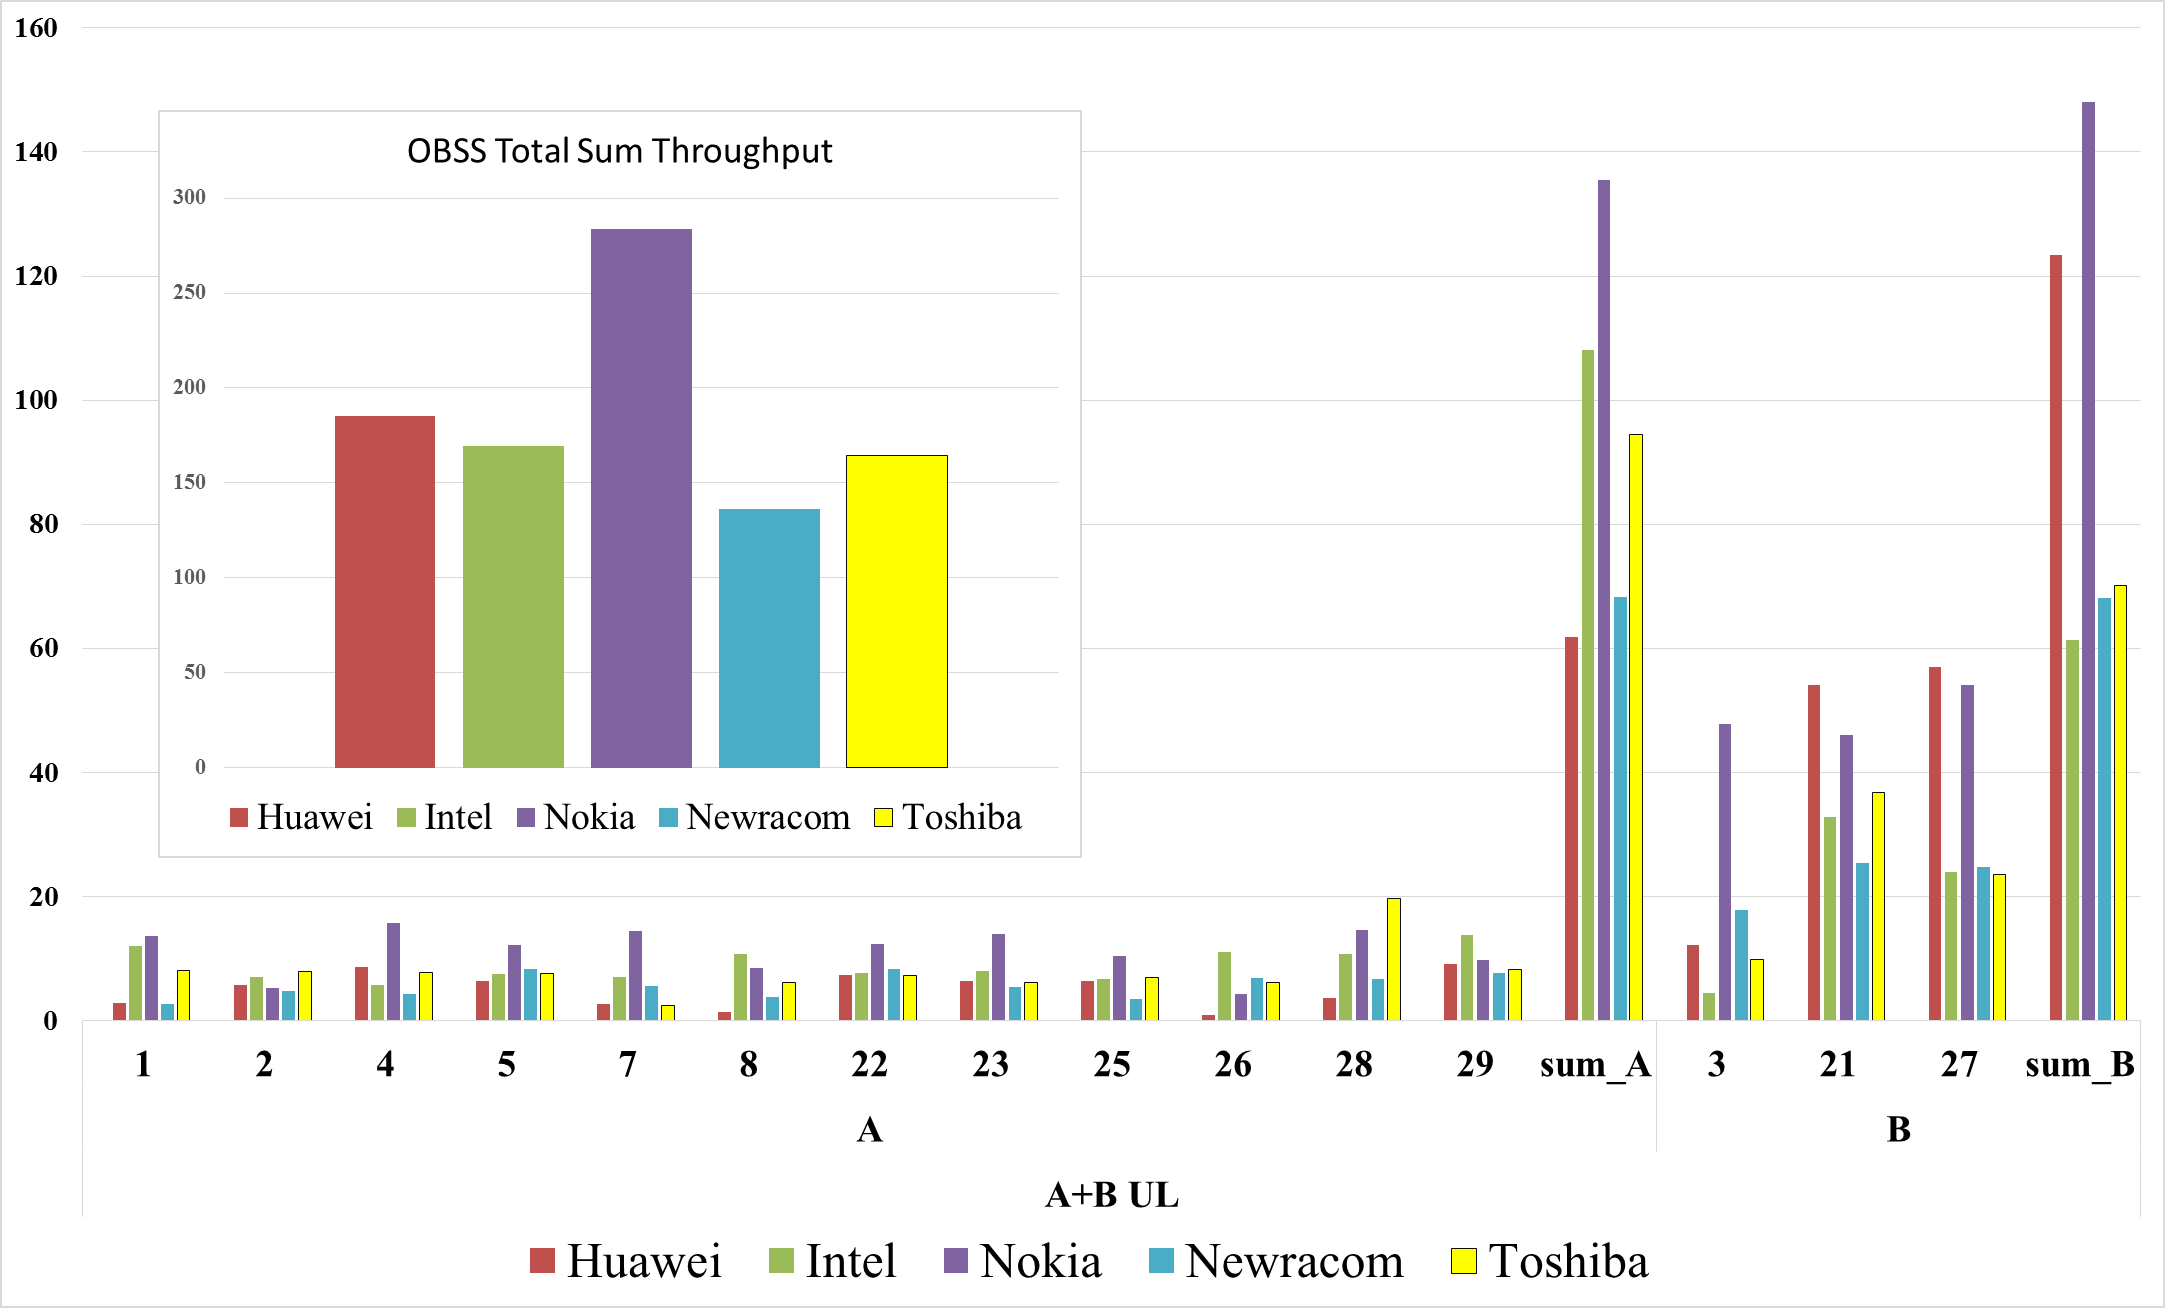 160
140
120
100
80
60
40
20
0
OBSS Total Sum Throughput
300
250
200
150
100
50
0
Huawei Intel Nokia Newracom Toshiba
1 2 4 5 7 8 22 23 25 26 28 29 sum_A 3 21 27 sum_B
A B
A+B UL
Huawei Intel Nokia Newracom Toshiba